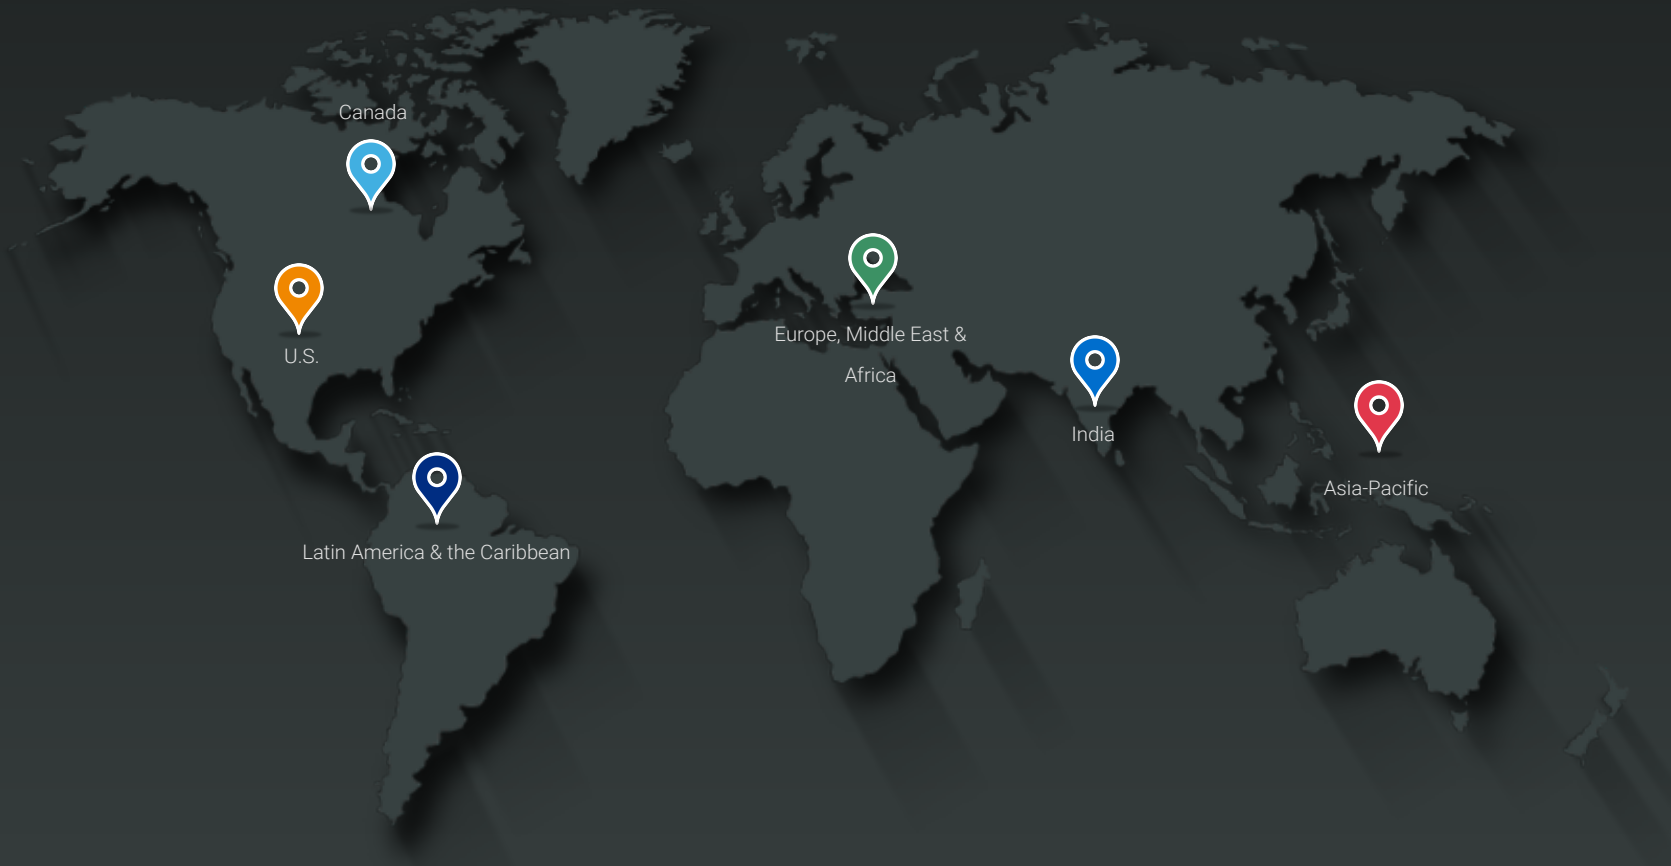 Canada
U.S.
Europe, Middle East &
Africa
India
Asia-Pacific
Latin America & the Caribbean